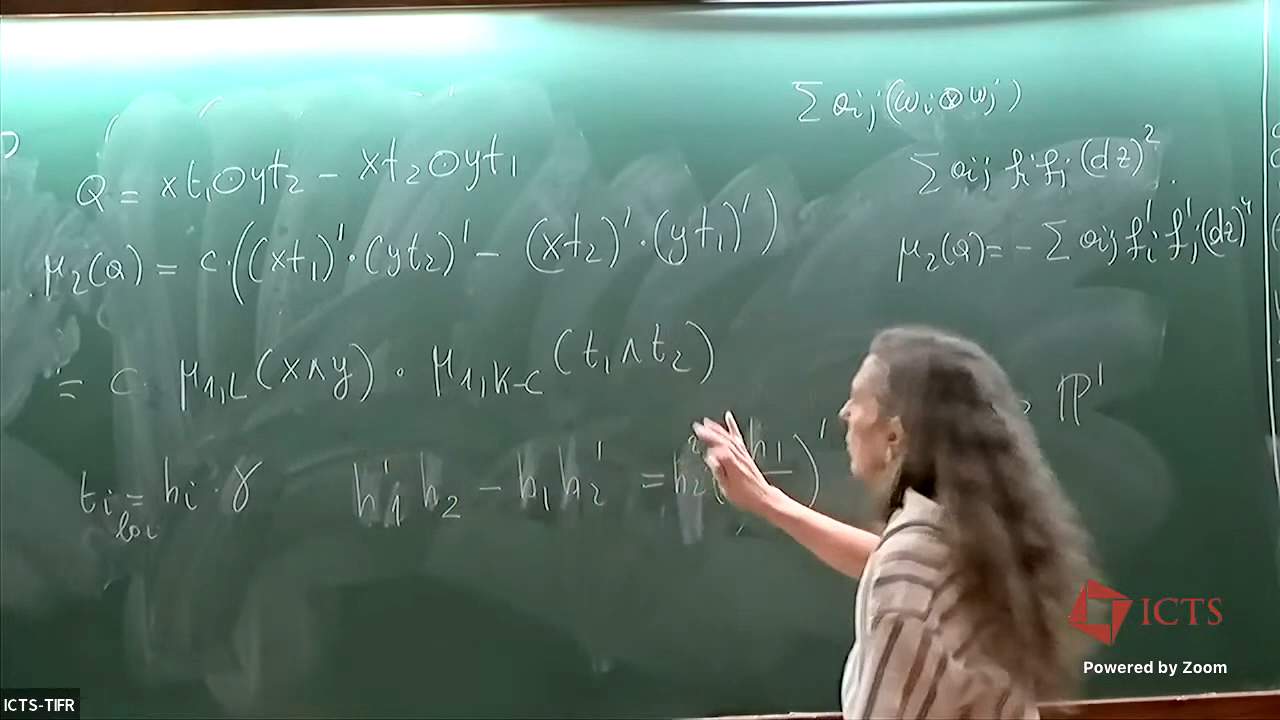 Q = xt₁⊙yt₂ − xt₂⊙yt₁
μ₂(Q) = c·((xt₁)'·(yt₂)' − (xt₂)'·(yt₁)')
= c· μ₁,L(x∧y) · μ₁,K-L(t₁∧t₂)
tᵢ = hᵢ·γ h₁'h₂ − h₁h₂' = h₂ h₁ )'
loc
Σ aᵢⱼ(ωᵢ⊗ωⱼ)
Σ aᵢⱼ fᵢfⱼ(dz)²
μ₂(Q) = − Σ aᵢⱼ fᵢ'fⱼ'(dz)⁴
ℙ¹
ICTS
Powered by Zoom
ICTS-TIFR